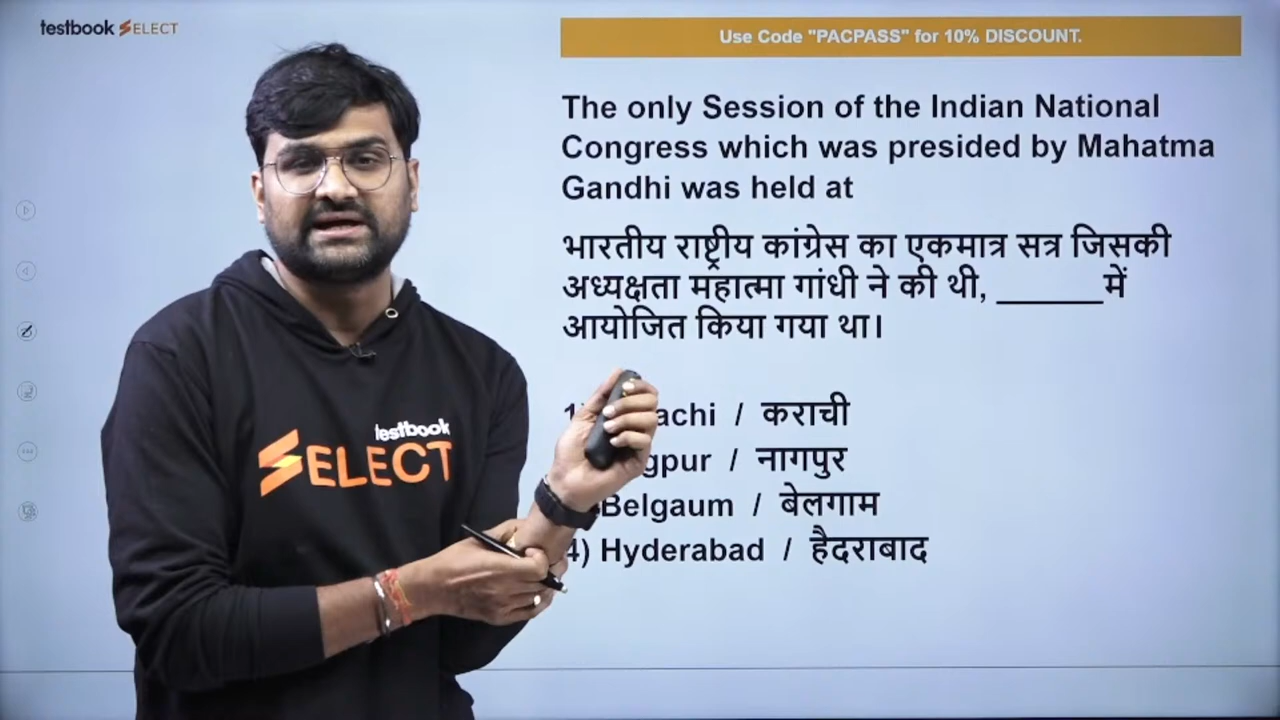 testbook SELECT
Use Code "PACPASS" for 10% DISCOUNT.
The only Session of the Indian National
Congress which was presided by Mahatma
Gandhi was held at
भारतीय राष्ट्रीय कांग्रेस का एकमात्र सत्र जिसकी
अध्यक्षता महात्मा गांधी ने की थी, ______में
आयोजित किया गया था।
/ कराची
/ नागपुर
Belgaum / बेलगाम
4) Hyderabad / हैदराबाद
testbook
SELECT